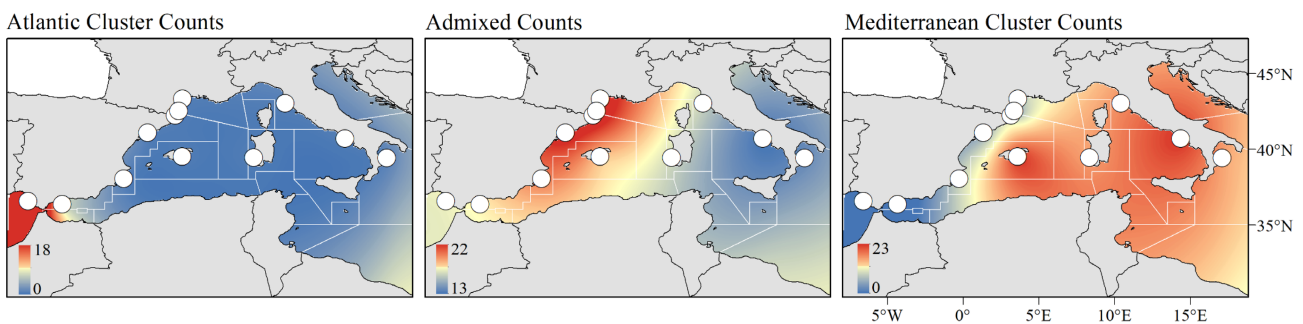 Atlantic Cluster Counts
18
0
Admixed Counts
22
13
Mediterranean Cluster Counts
23
0
45°N
40°N
35°N
5°W 0° 5°E 10°E 15°E